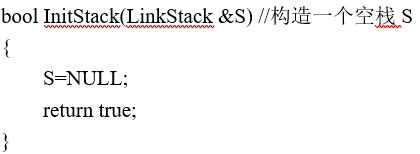 bool InitStack(LinkStack &S) //构造一个空栈 S
{
S=NULL;
return true;
}